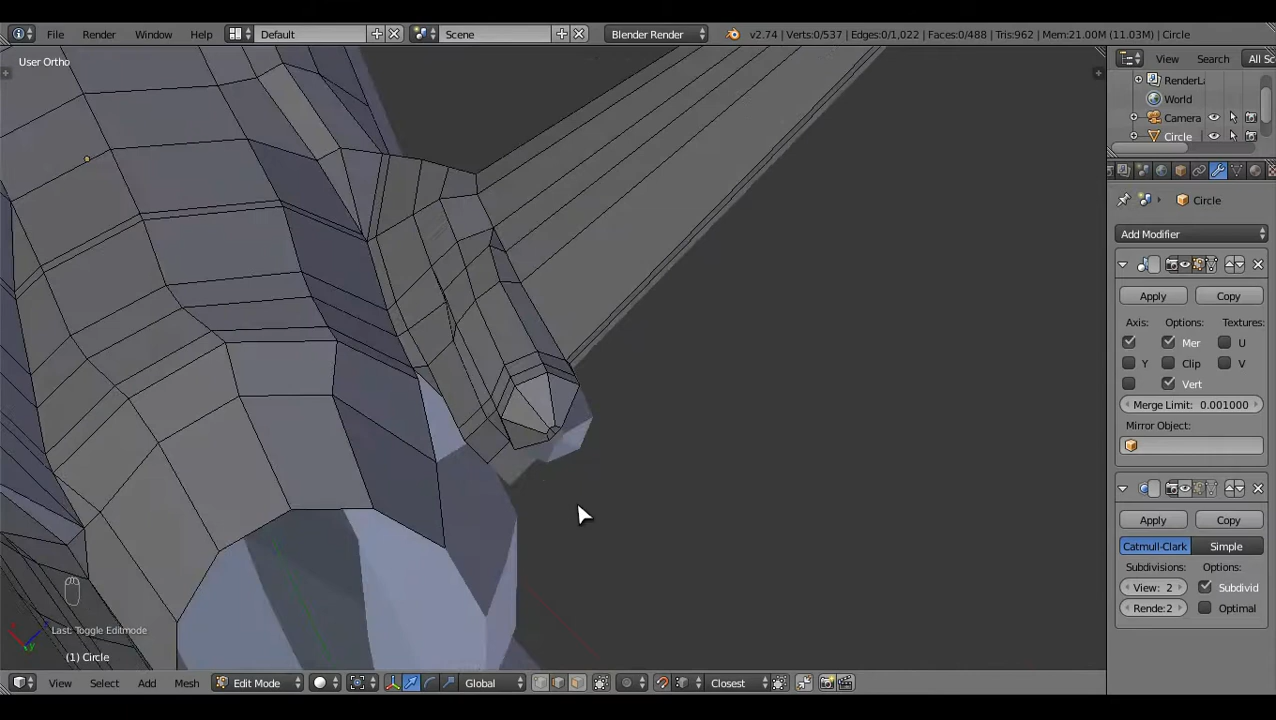 File Render Window Help Default Scene Blender Render v2.74 | Verts:0/537 | Edges:0/1,022 | Faces:0/488 | Tris:962 | Mem:21.00M (11.03M) | Circle
User Ortho
View Search All Sc
RenderLa
World
Camera
Circle
Circle
Add Modifier
Apply Copy
Axis: Options: Textures:
Mer U
Y Clip V
Vert
Merge Limit: 0.001000
Mirror Object:
Apply Copy
Catmull-Clark Simple
Subdivisions: Options:
View: 2 Subdivid
Rende:2 Optimal
Last: Toggle Editmode
(1) Circle
View Select Add Mesh Edit Mode Global Closest